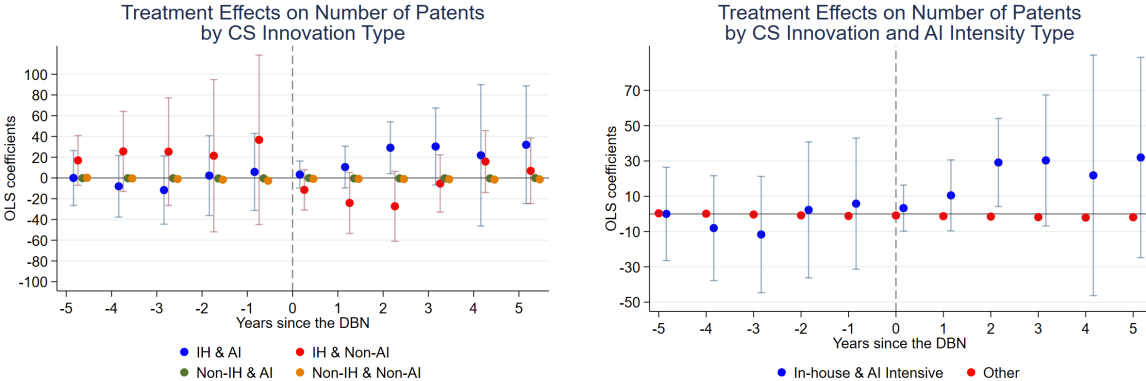 Treatment Effects on Number of Patents
by CS Innovation Type
OLS coefficients
100
80
60
40
20
0
-20
-40
-60
-80
-100
-5 -4 -3 -2 -1 0 1 2 3 4 5
Years since the DBN
IH & AI IH & Non-AI
Non-IH & AI Non-IH & Non-AI
Treatment Effects on Number of Patents
by CS Innovation and AI Intensity Type
OLS coefficients
70
50
30
10
-10
-30
-50
-5 -4 -3 -2 -1 0 1 2 3 4 5
Years since the DBN
In-house & AI Intensive Other